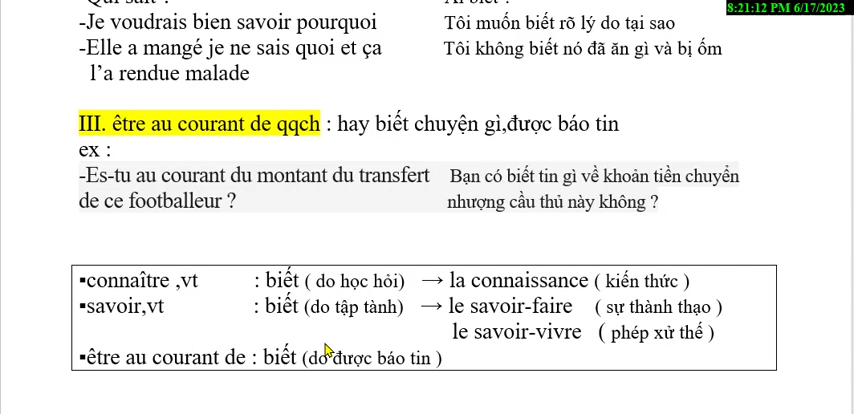 8:21:12 PM 6/17/2023
-Je voudrais bien savoir pourquoi Tôi muốn biết rõ lý do tại sao
-Elle a mangé je ne sais quoi et ça Tôi không biết nó đã ăn gì và bị ốm
l’a rendue malade
III. être au courant de qqch : hay biết chuyện gì,được báo tin
ex :
-Es-tu au courant du montant du transfert Bạn có biết tin gì về khoản tiền chuyển
de ce footballeur ? nhượng cầu thủ này không ?
▪connaître ,vt : biết ( do học hỏi) → la connaissance ( kiến thức )
▪savoir,vt : biết (do tập tành) → le savoir-faire ( sự thành thạo )
le savoir-vivre ( phép xử thế )
▪être au courant de : biết (do được báo tin )